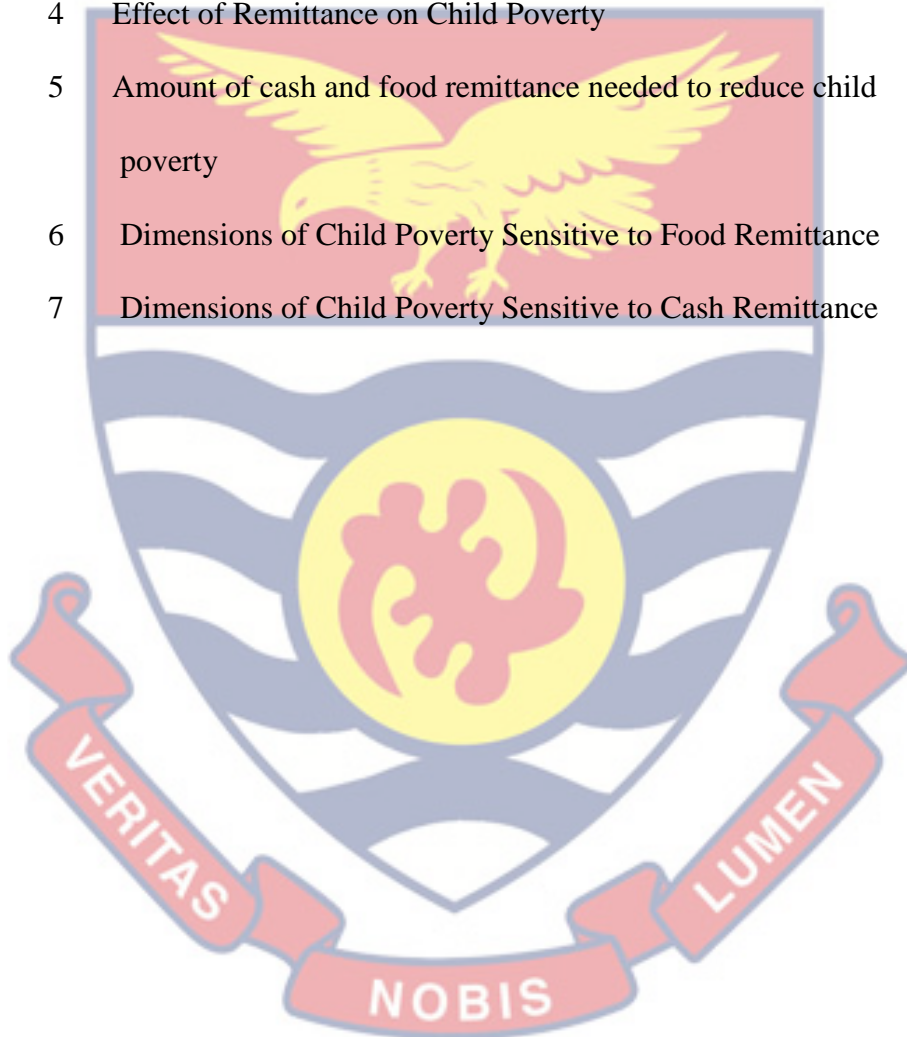 4 Effect of Remittance on Child Poverty
5 Amount of cash and food remittance needed to reduce child
poverty
6 Dimensions of Child Poverty Sensitive to Food Remittance
7 Dimensions of Child Poverty Sensitive to Cash Remittance
VERITAS
NOBIS
LUMEN